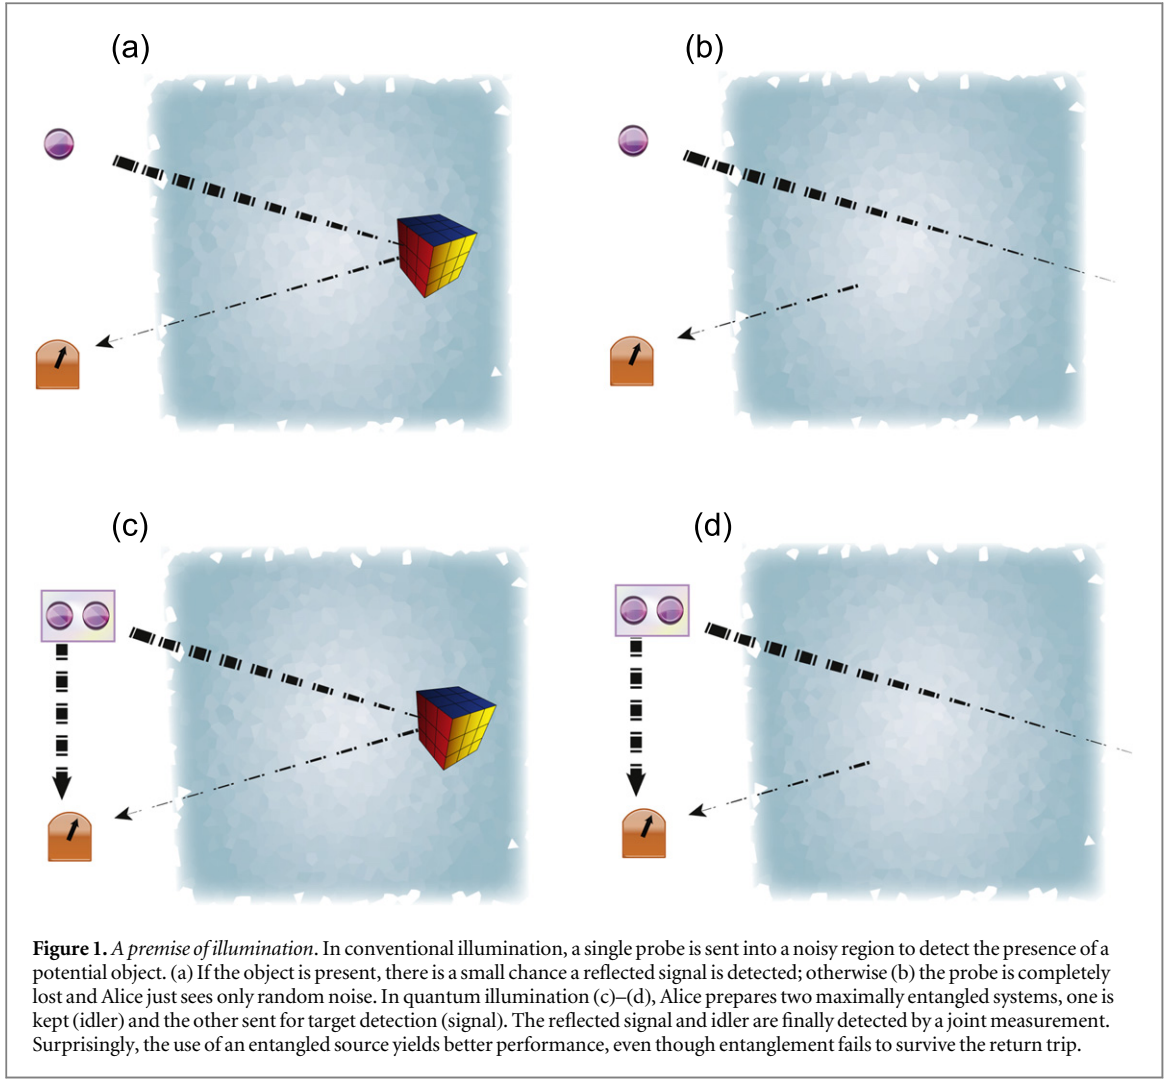 (a)
(b)
(c)
(d)
Figure 1. A premise of illumination. In conventional illumination, a single probe is sent into a noisy region to detect the presence of a
potential object. (a) If the object is present, there is a small chance a reflected signal is detected; otherwise (b) the probe is completely
lost and Alice just sees only random noise. In quantum illumination (c)–(d), Alice prepares two maximally entangled systems, one is
kept (idler) and the other sent for target detection (signal). The reflected signal and idler are finally detected by a joint measurement.
Surprisingly, the use of an entangled source yields better performance, even though entanglement fails to survive the return trip.